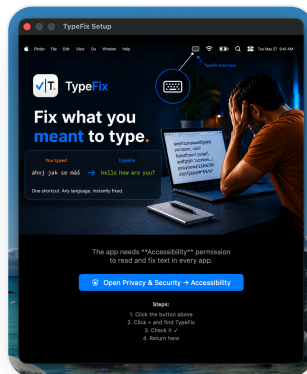 TypeFix Setup
Finder File Edit View Go Window Help
Tue May 27 9:41 AM
TypeFix lives here
T. TypeFix
Fix what you
meant to type.
You typed TypeFix
ahoj jak se máš → hello how are you?
One shortcut. Any language. Instantly fixed.
The app needs **Accessibility** permission
to read and fix text in every app.
Open Privacy & Security → Accessibility
Steps:
1. Click the button above
2. Click + and find TypeFix
3. Check it ✓
4. Return here